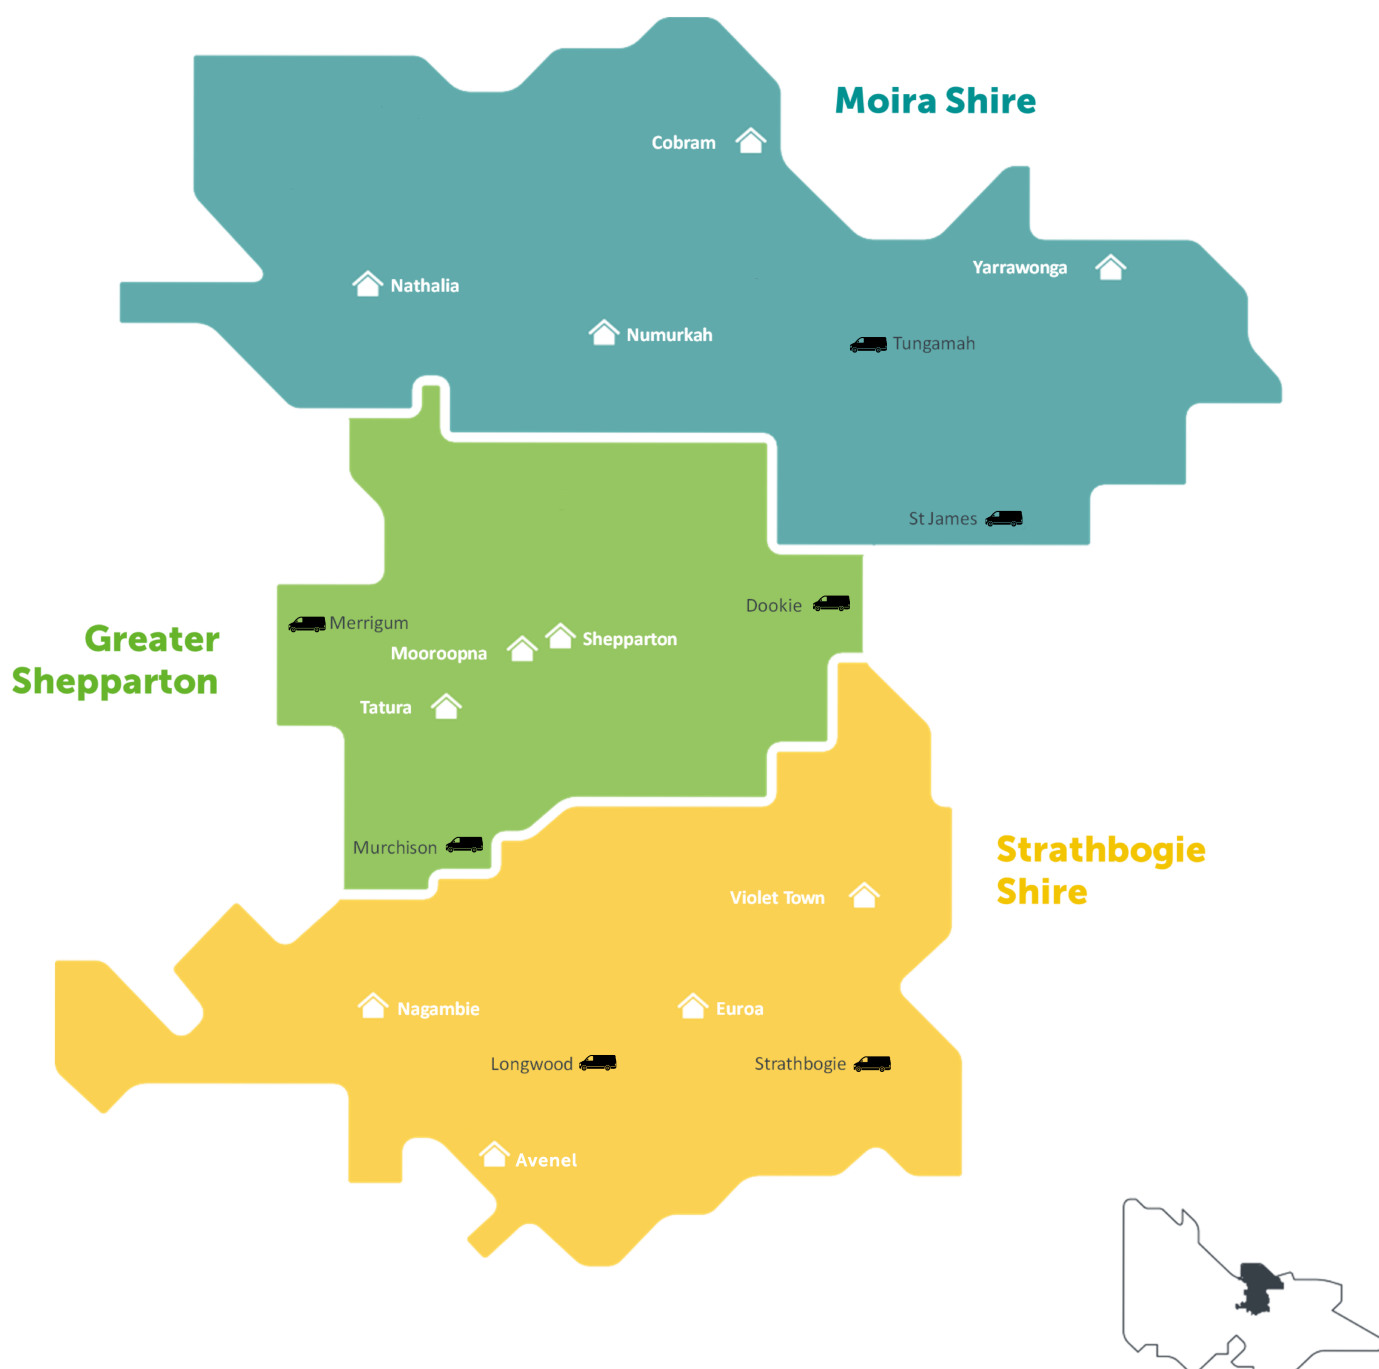 Moira Shire
Cobram
Yarrawonga
Nathalia
Numurkah
Tungamah
St James
Greater
Shepparton
Dookie
Merrigum
Shepparton
Mooroopna
Tatura
Murchison
Strathbogie
Shire
Violet Town
Nagambie
Euroa
Longwood
Strathbogie
Avenel